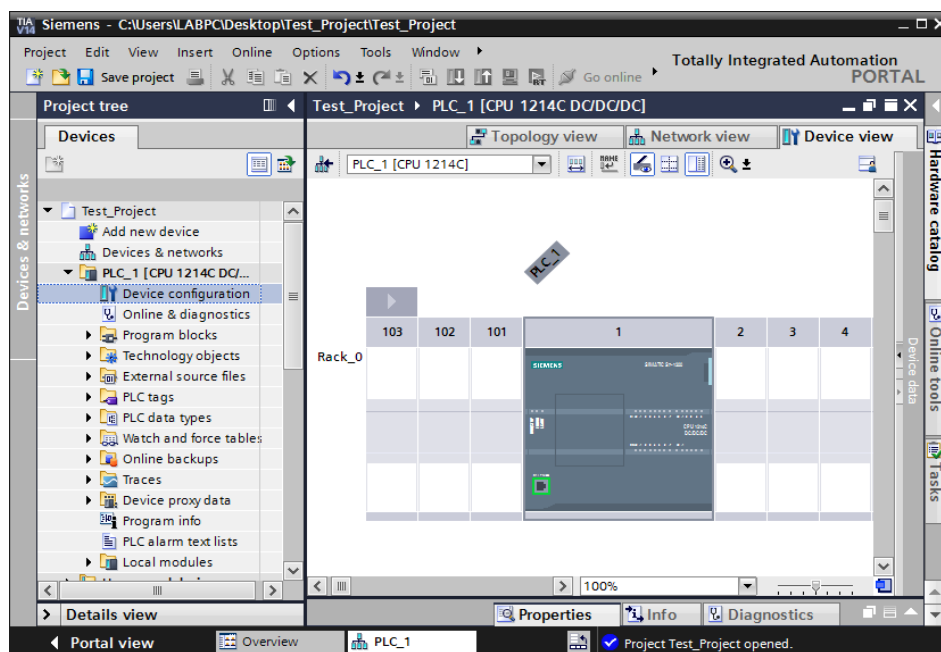 TIA V14 Siemens - C:\Users\LABPC\Desktop\Test_Project\Test_Project
Project Edit View Insert Online Options Tools Window
Totally Integrated Automation
PORTAL
Save project Go online
Project tree
Test_Project PLC_1 [CPU 1214C DC/DC/DC]
Devices
Topology view Network view Device view
PLC_1 [CPU 1214C]
Devices & networks
Test_Project
Add new device
Devices & networks
PLC_1 [CPU 1214C DC/...
Device configuration
Online & diagnostics
Program blocks
Technology objects
External source files
PLC tags
PLC data types
Watch and force tables
Online backups
Traces
Device proxy data
Program info
PLC alarm text lists
Local modules
PLC_1
103 102 101 1 2 3 4
Rack_0
SIEMENS
DC/DC/DC
100%
Device data
Hardware catalog
Online tools
Tasks
Details view
Properties Info Diagnostics
Portal view Overview PLC_1 Project Test_Project opened.